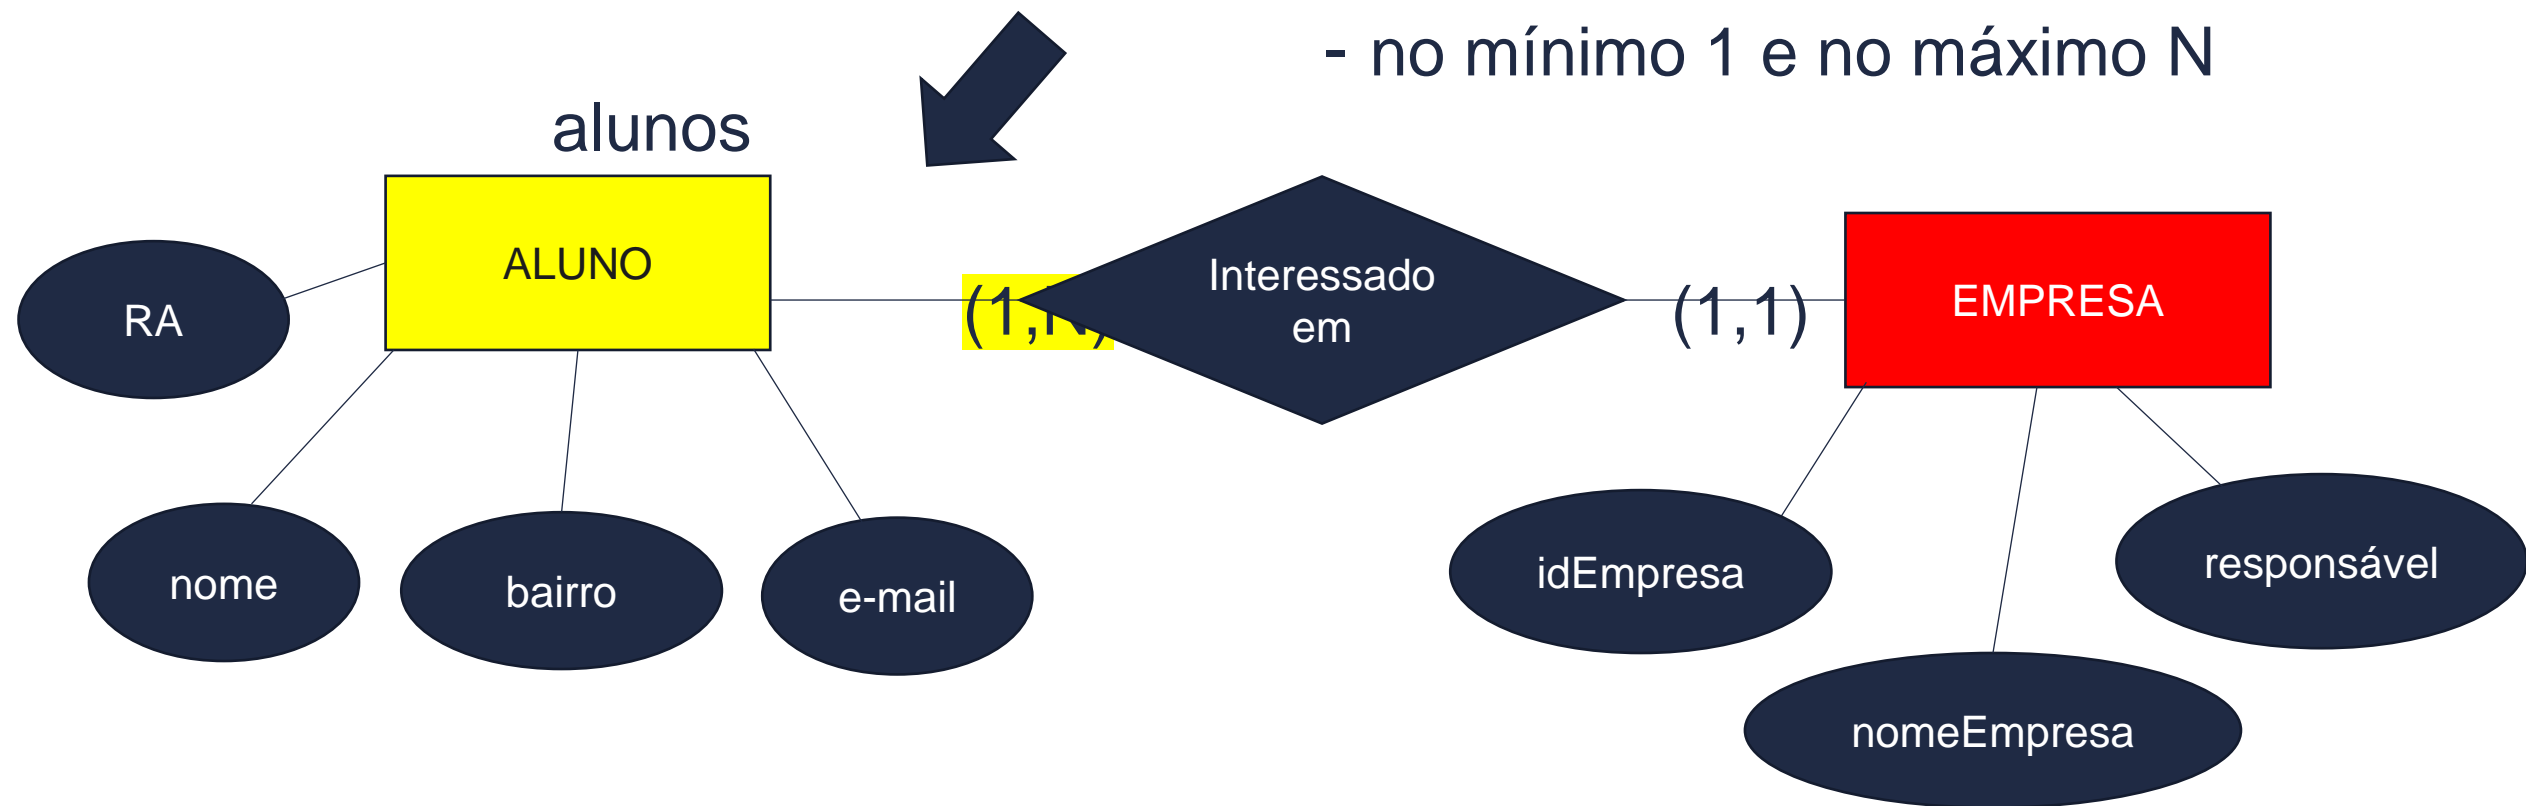 - no mínimo 1 e no máximo N
alunos
ALUNO
Interessado
em
EMPRESA
(1,N)
(1,1)
RA
nome
bairro
e-mail
idEmpresa
responsável
nomeEmpresa